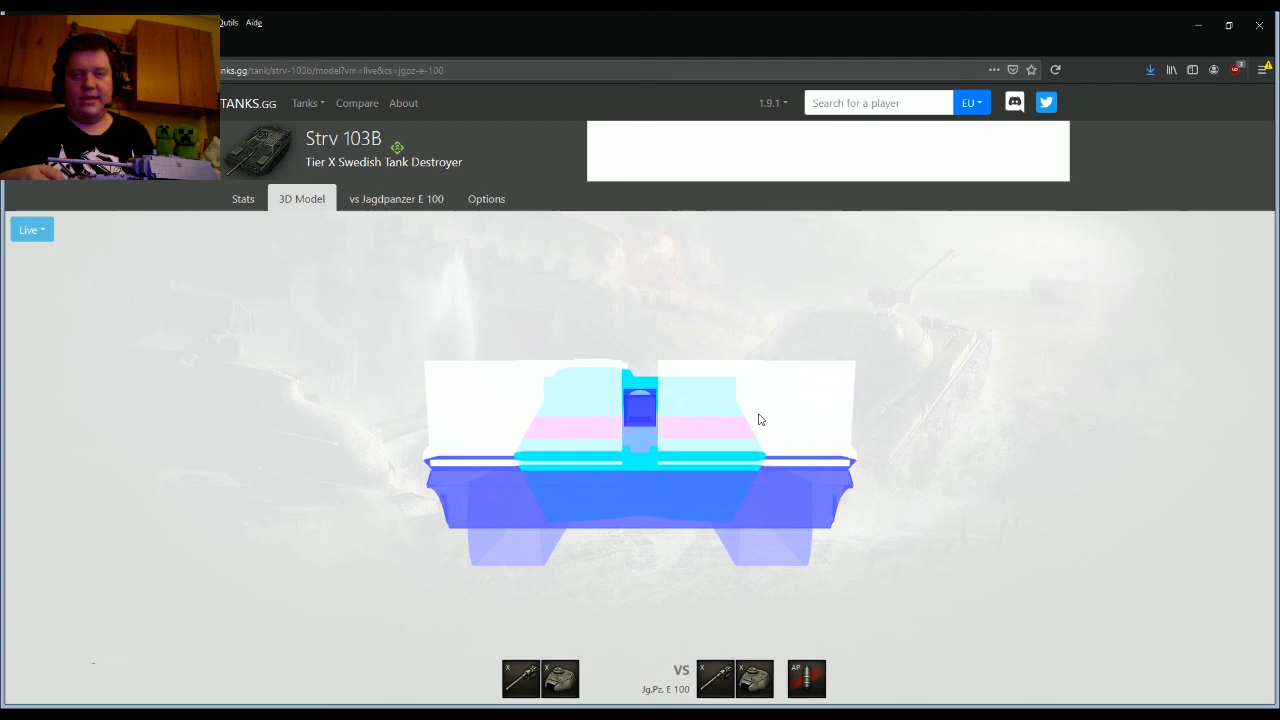 Outils Aide
nks.gg/tank/strv-103b/model?vm=live&cs=jgpz-e-100
TANKS.GG Tanks Compare About 1.9.1 Search for a player EU
Strv 103B
Tier X Swedish Tank Destroyer
Stats 3D Model vs Jagdpanzer E 100 Options
Live
X X VS X X AP
Jg.Pz. E 100